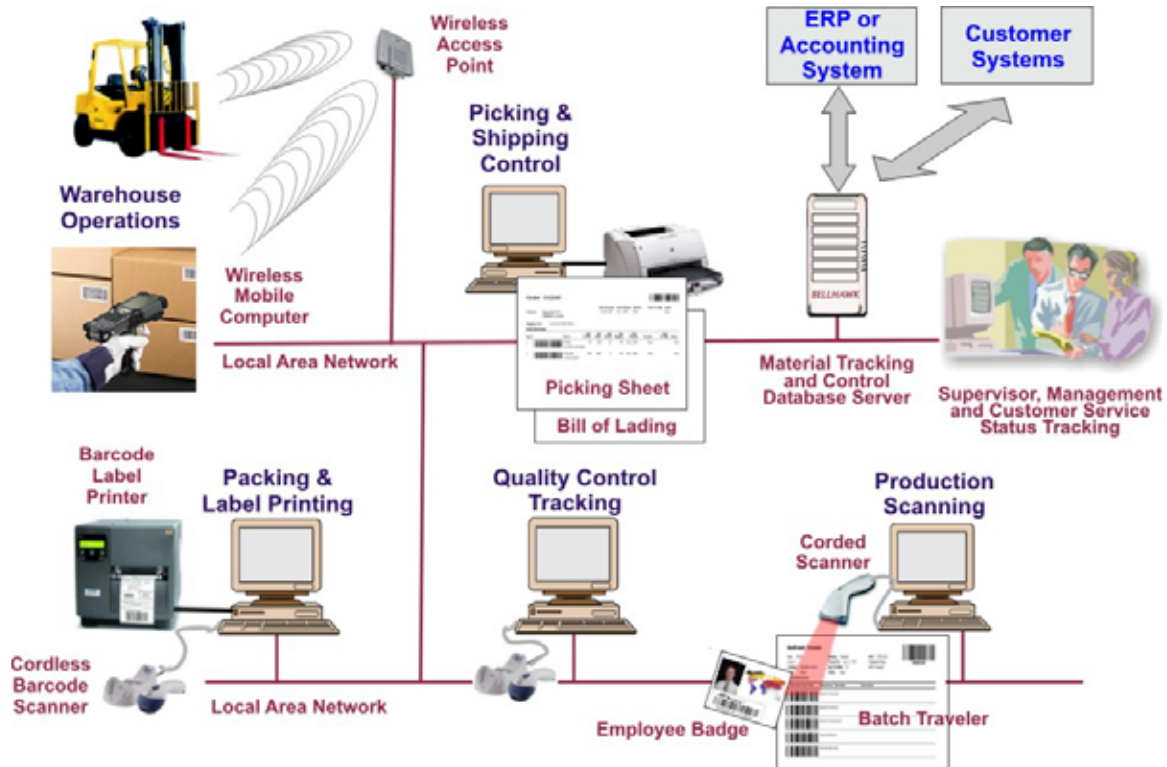 Wireless
Access
Point
ERP or
Accounting
System
Customer
Systems
Picking &
Shipping
Control
Warehouse
Operations
Wireless
Mobile
Computer
BELLHAWK
Local Area Network
Picking Sheet
Bill of Lading
Material Tracking
and Control
Database Server
Supervisor, Management
and Customer Service
Status Tracking
Barcode
Label
Printer
Packing &
Label Printing
Quality Control
Tracking
Production
Scanning
Corded
Scanner
Cordless
Barcode
Scanner
Local Area Network
Employee Badge
Batch Traveler